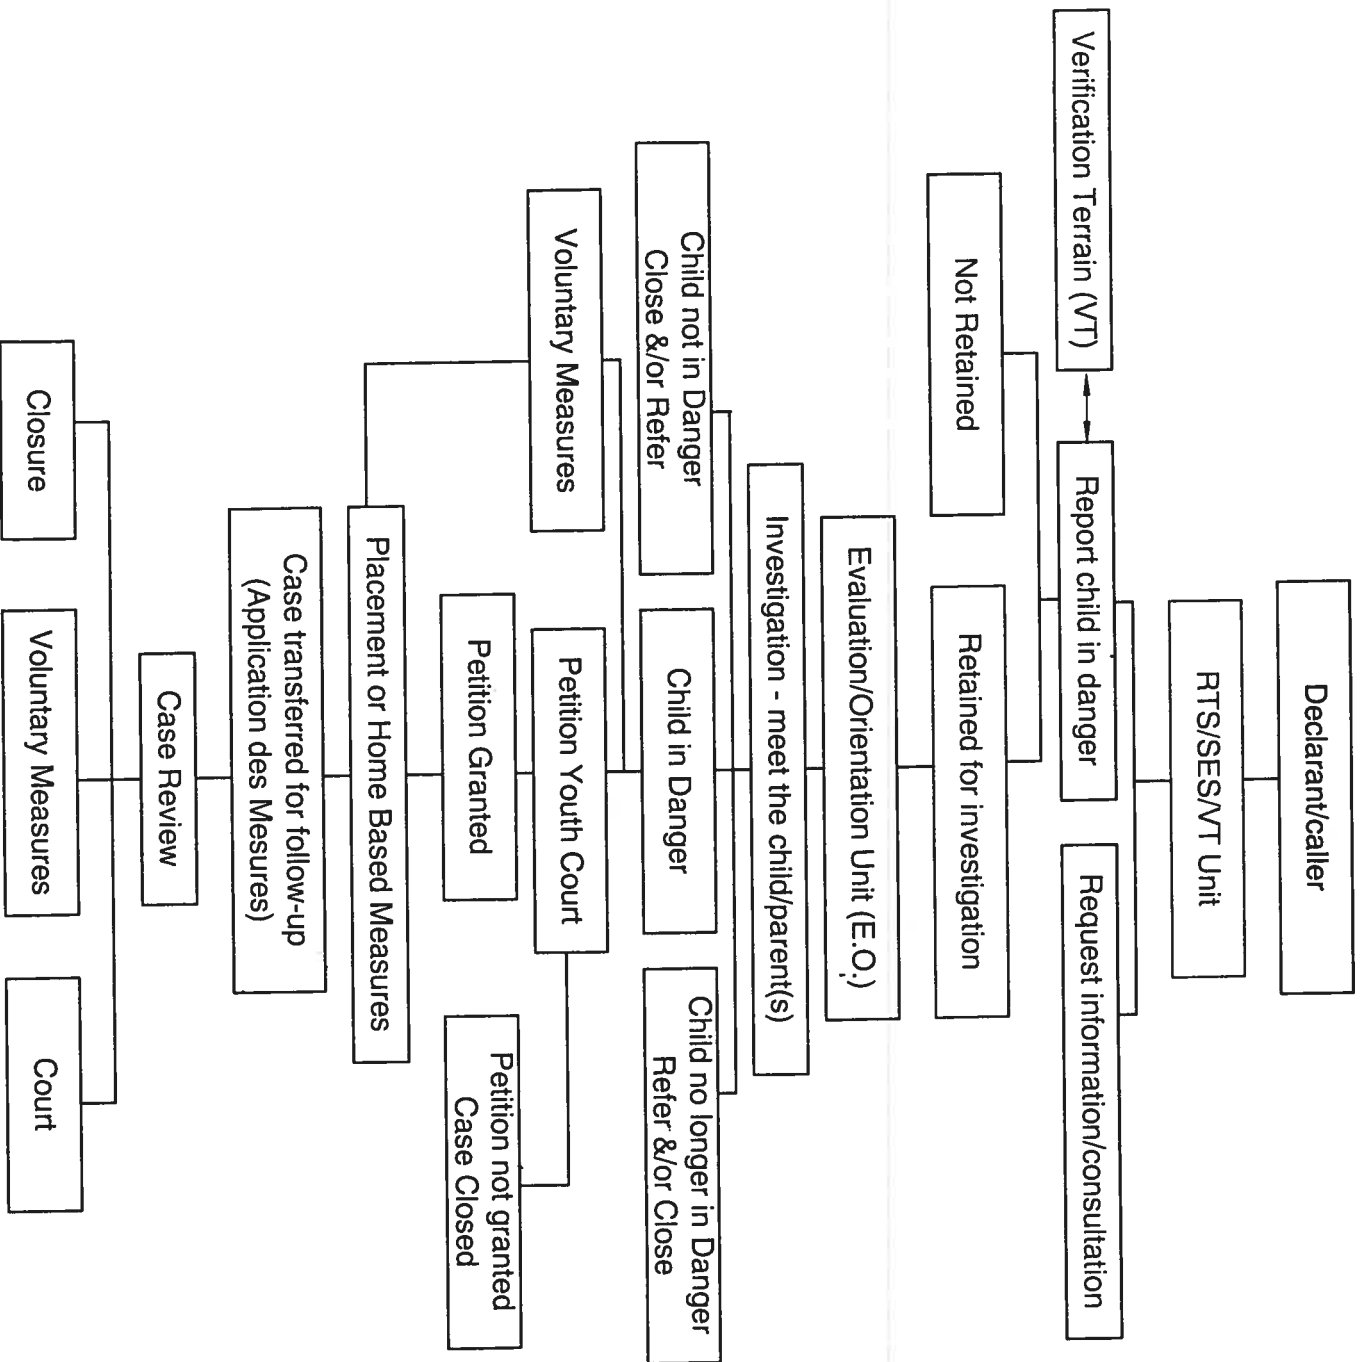 Declarant/caller
RTS/SES/VT Unit
Verification Terrain (VT)
Report child in danger
Request information/consultation
Not Retained
Retained for investigation
Evaluation/Orientation Unit (E.O.)
Investigation - meet the child/parent(s)
Child not in Danger
Close &/or Refer
Child in Danger
Child no longer in Danger
Refer &/or Close
Voluntary Measures
Petition Youth Court
Petition Granted
Petition not granted
Case Closed
Placement or Home Based Measures
Case transferred for follow-up
(Application des Mesures)
Case Review
Closure
Voluntary Measures
Court